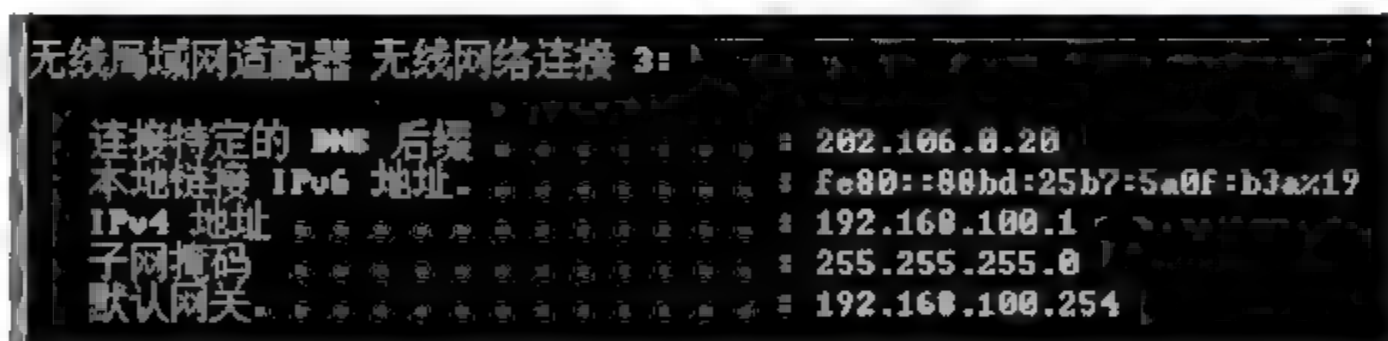 无线局域网适配器 无线网络连接 3:
连接特定的 DNS 后缀 . . . . . . . : 202.106.0.20
本地链接 IPv6 地址. . . . . . . . : fe80::88bd:25b7:5a0f:b3a%19
IPv4 地址 . . . . . . . . . . . . : 192.168.100.1
子网掩码 . . . . . . . . . . . . : 255.255.255.0
默认网关. . . . . . . . . . . . . : 192.168.100.254